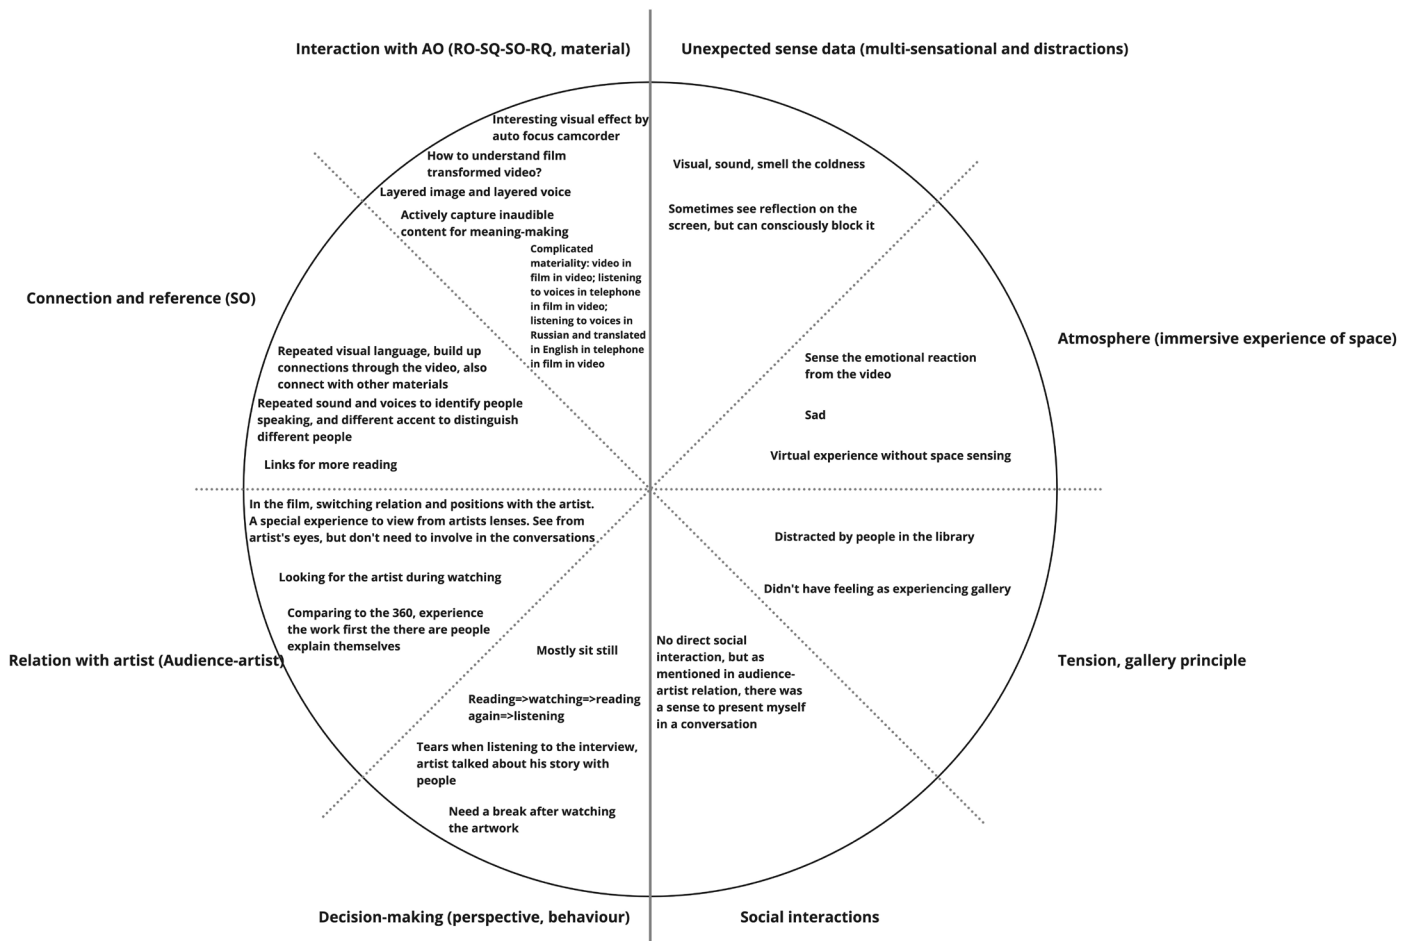 Interaction with AO (RO-SQ-SO-RQ, material)
Unexpected sense data (multi-sensational and distractions)
Interesting visual effect by
auto focus camcorder
How to understand film
transformed video?
Layered image and layered voice
Actively capture inaudible
content for meaning-making
Complicated
materiality: video in
film in video; listening
to voices in telephone
in film in video;
listening to voices in
Russian and translated
in English in telephone
in film in video
Visual, sound, smell the coldness
Sometimes see reflection on the
screen, but can consciously block it
Connection and reference (SO)
Repeated visual language, build up
connections through the video, also
connect with other materials
Repeated sound and voices to identify people
speaking, and different accent to distinguish
different people
Links for more reading
Atmosphere (immersive experience of space)
Sense the emotional reaction
from the video
Sad
Virtual experience without space sensing
In the film, switching relation and positions with the artist.
A special experience to view from artists lenses. See from
artist's eyes, but don't need to involve in the conversations
Looking for the artist during watching
Comparing to the 360, experience
the work first the there are people
explain themselves
Relation with artist (Audience-artist)
Distracted by people in the library
Didn't have feeling as experiencing gallery
Tension, gallery principle
Mostly sit still
Reading=>watching=>reading
again=>listening
Tears when listening to the interview,
artist talked about his story with
people
Need a break after watching
the artwork
No direct social
interaction, but as
mentioned in audience-
artist relation, there was
a sense to present myself
in a conversation
Decision-making (perspective, behaviour)
Social interactions